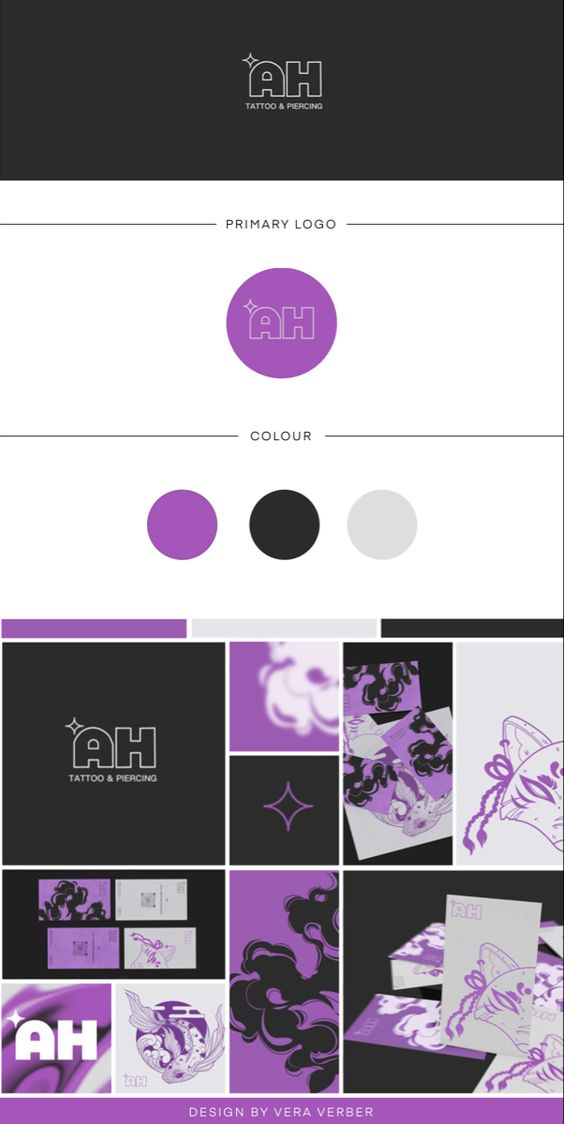 AH
TATTOO & PIERCING
PRIMARY LOGO
AH
COLOUR
AH
TATTOO & PIERCING
AH
AH
AH
DESIGN BY VERA VERBER